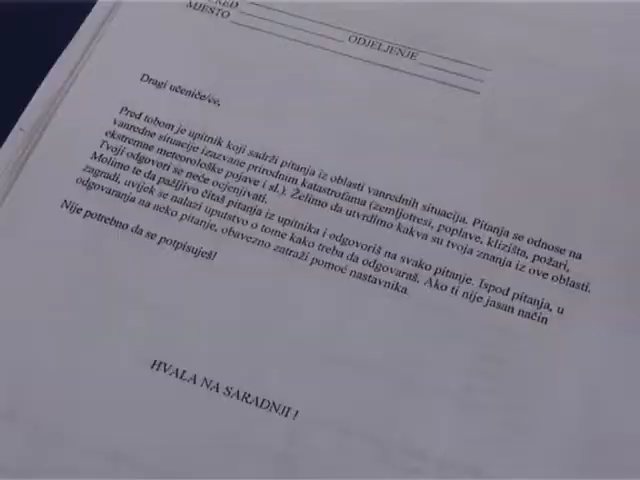 MJESTO
ODJELJENJE
Dragi učeniče/ce,
Pred tobom je upitnik koji sadrži pitanja iz oblasti vanrednih situacija. Pitanja se odnose na
vanredne situacije izazvane prirodnim katastrofama (zemljotresi, poplave, klizišta, požari,
ekstremne meteorološke pojave i sl.). Želimo da utvrdimo kakva su tvoja znanja iz ove oblasti.
Tvoji odgovori se neće ocjenjivati.
Molimo te da pažljivo čitaš pitanja iz upitnika i odgovoriš na svako pitanje. Ispod pitanja, u
zagradi, uvijek se nalazi uputstvo o tome kako treba da odgovaraš. Ako ti nije jasan način
odgovaranja na neko pitanje, obavezno zatraži pomoć nastavnika.
Nije potrebno da se potpisuješ!
HVALA NA SARADNJI !